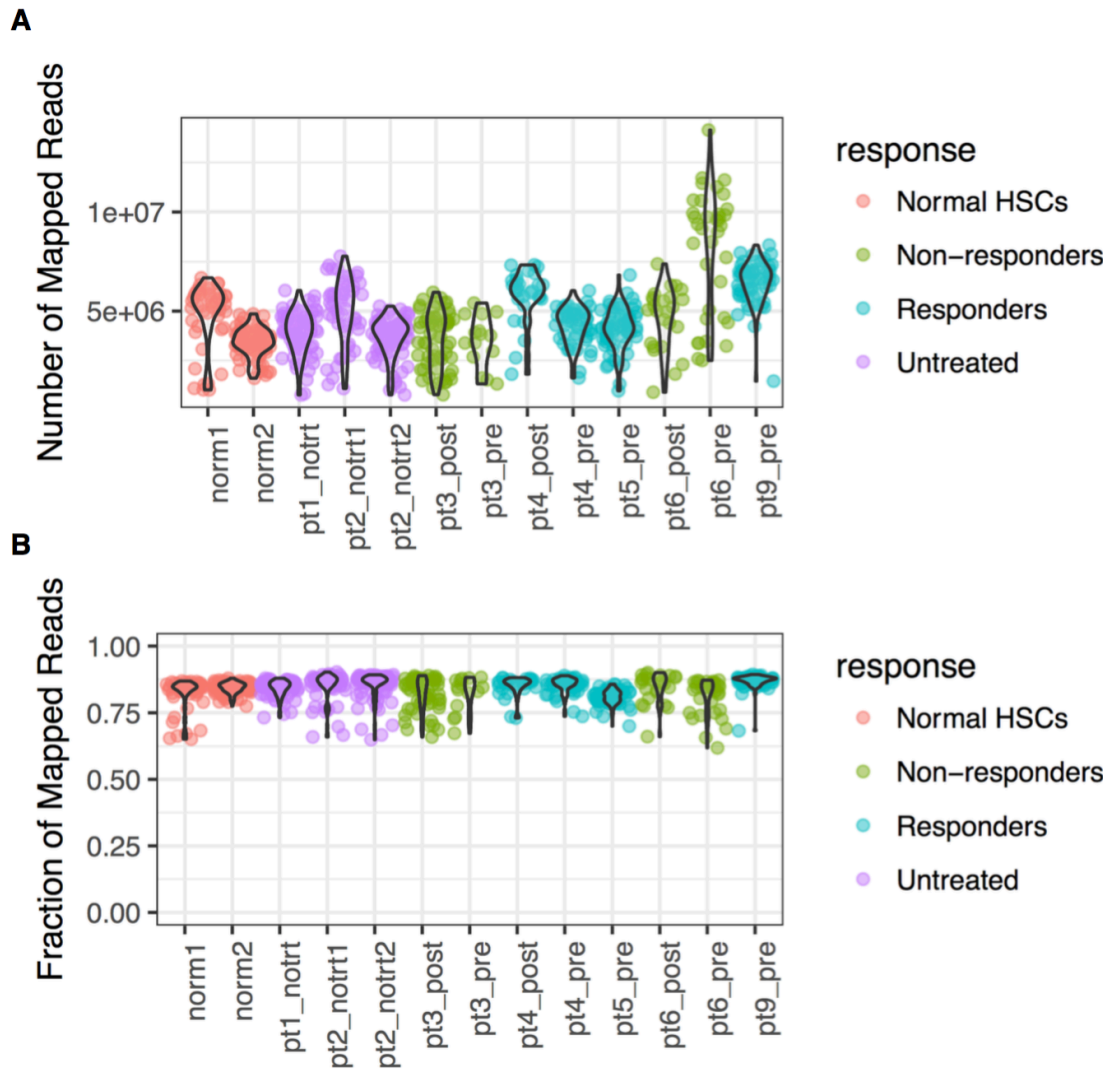 A
Number of Mapped Reads
1e+07
5e+06
norm1
norm2
pt1_notrt
pt2_notrt1
pt2_notrt2
pt3_post
pt3_pre
pt4_post
pt4_pre
pt5_pre
pt6_post
pt6_pre
pt9_pre
response
Normal HSCs
Non−responders
Responders
Untreated
B
Fraction of Mapped Reads
1.00
0.75
0.50
0.25
0.00
norm1
norm2
pt1_notrt
pt2_notrt1
pt2_notrt2
pt3_post
pt3_pre
pt4_post
pt4_pre
pt5_pre
pt6_post
pt6_pre
pt9_pre
response
Normal HSCs
Non−responders
Responders
Untreated